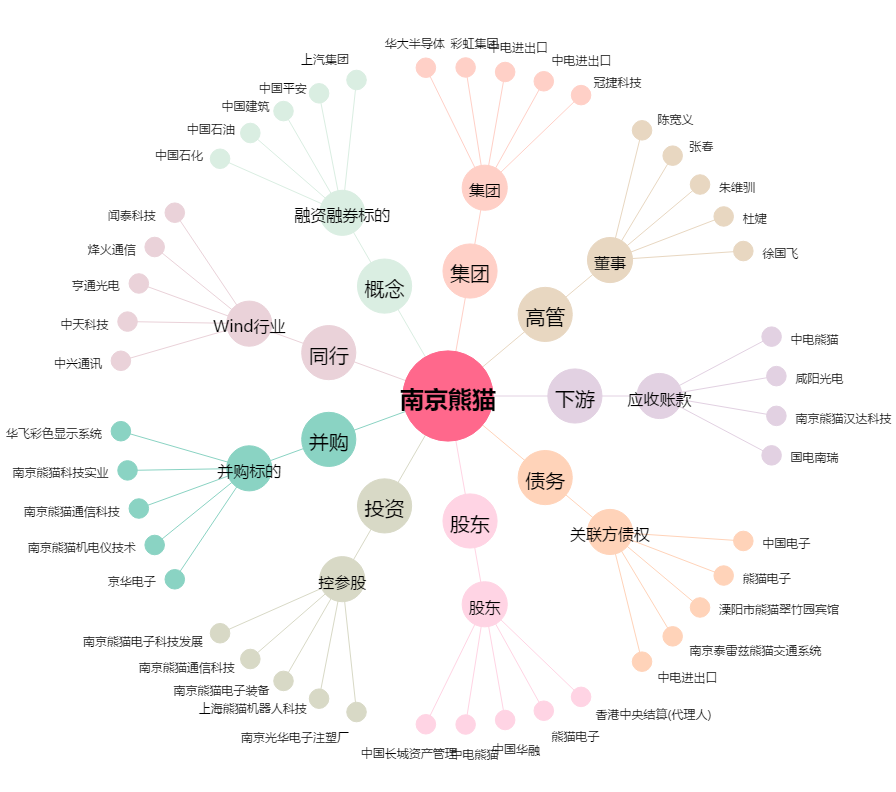 华大半导体
彩虹集团
中电进出口
中电进出口
冠捷科技
上汽集团
中国平安
中国建筑
中国石油
中国石化
融资融券标的
概念
集团
集团
陈宽义
张春
朱维驯
杜婕
徐国飞
董事
高管
闻泰科技
烽火通信
亨通光电
中天科技
中兴通讯
Wind行业
同行
南京熊猫
下游
应收账款
中电熊猫
咸阳光电
南京熊猫汉达科技
国电南瑞
华飞彩色显示系统
南京熊猫科技实业
南京熊猫通信科技
南京熊猫机电仪技术
京华电子
并购标的
并购
投资
控参股
股东
股东
债务
关联方债权
中国电子
熊猫电子
溧阳市熊猫翠竹园宾馆
南京泰雷兹熊猫交通系统
中电进出口
南京熊猫电子科技发展
南京熊猫通信科技
南京熊猫电子装备
上海熊猫机器人科技
南京光华电子注塑厂
中国长城资产管理
中电熊猫
中国华融
熊猫电子
香港中央结算(代理人)